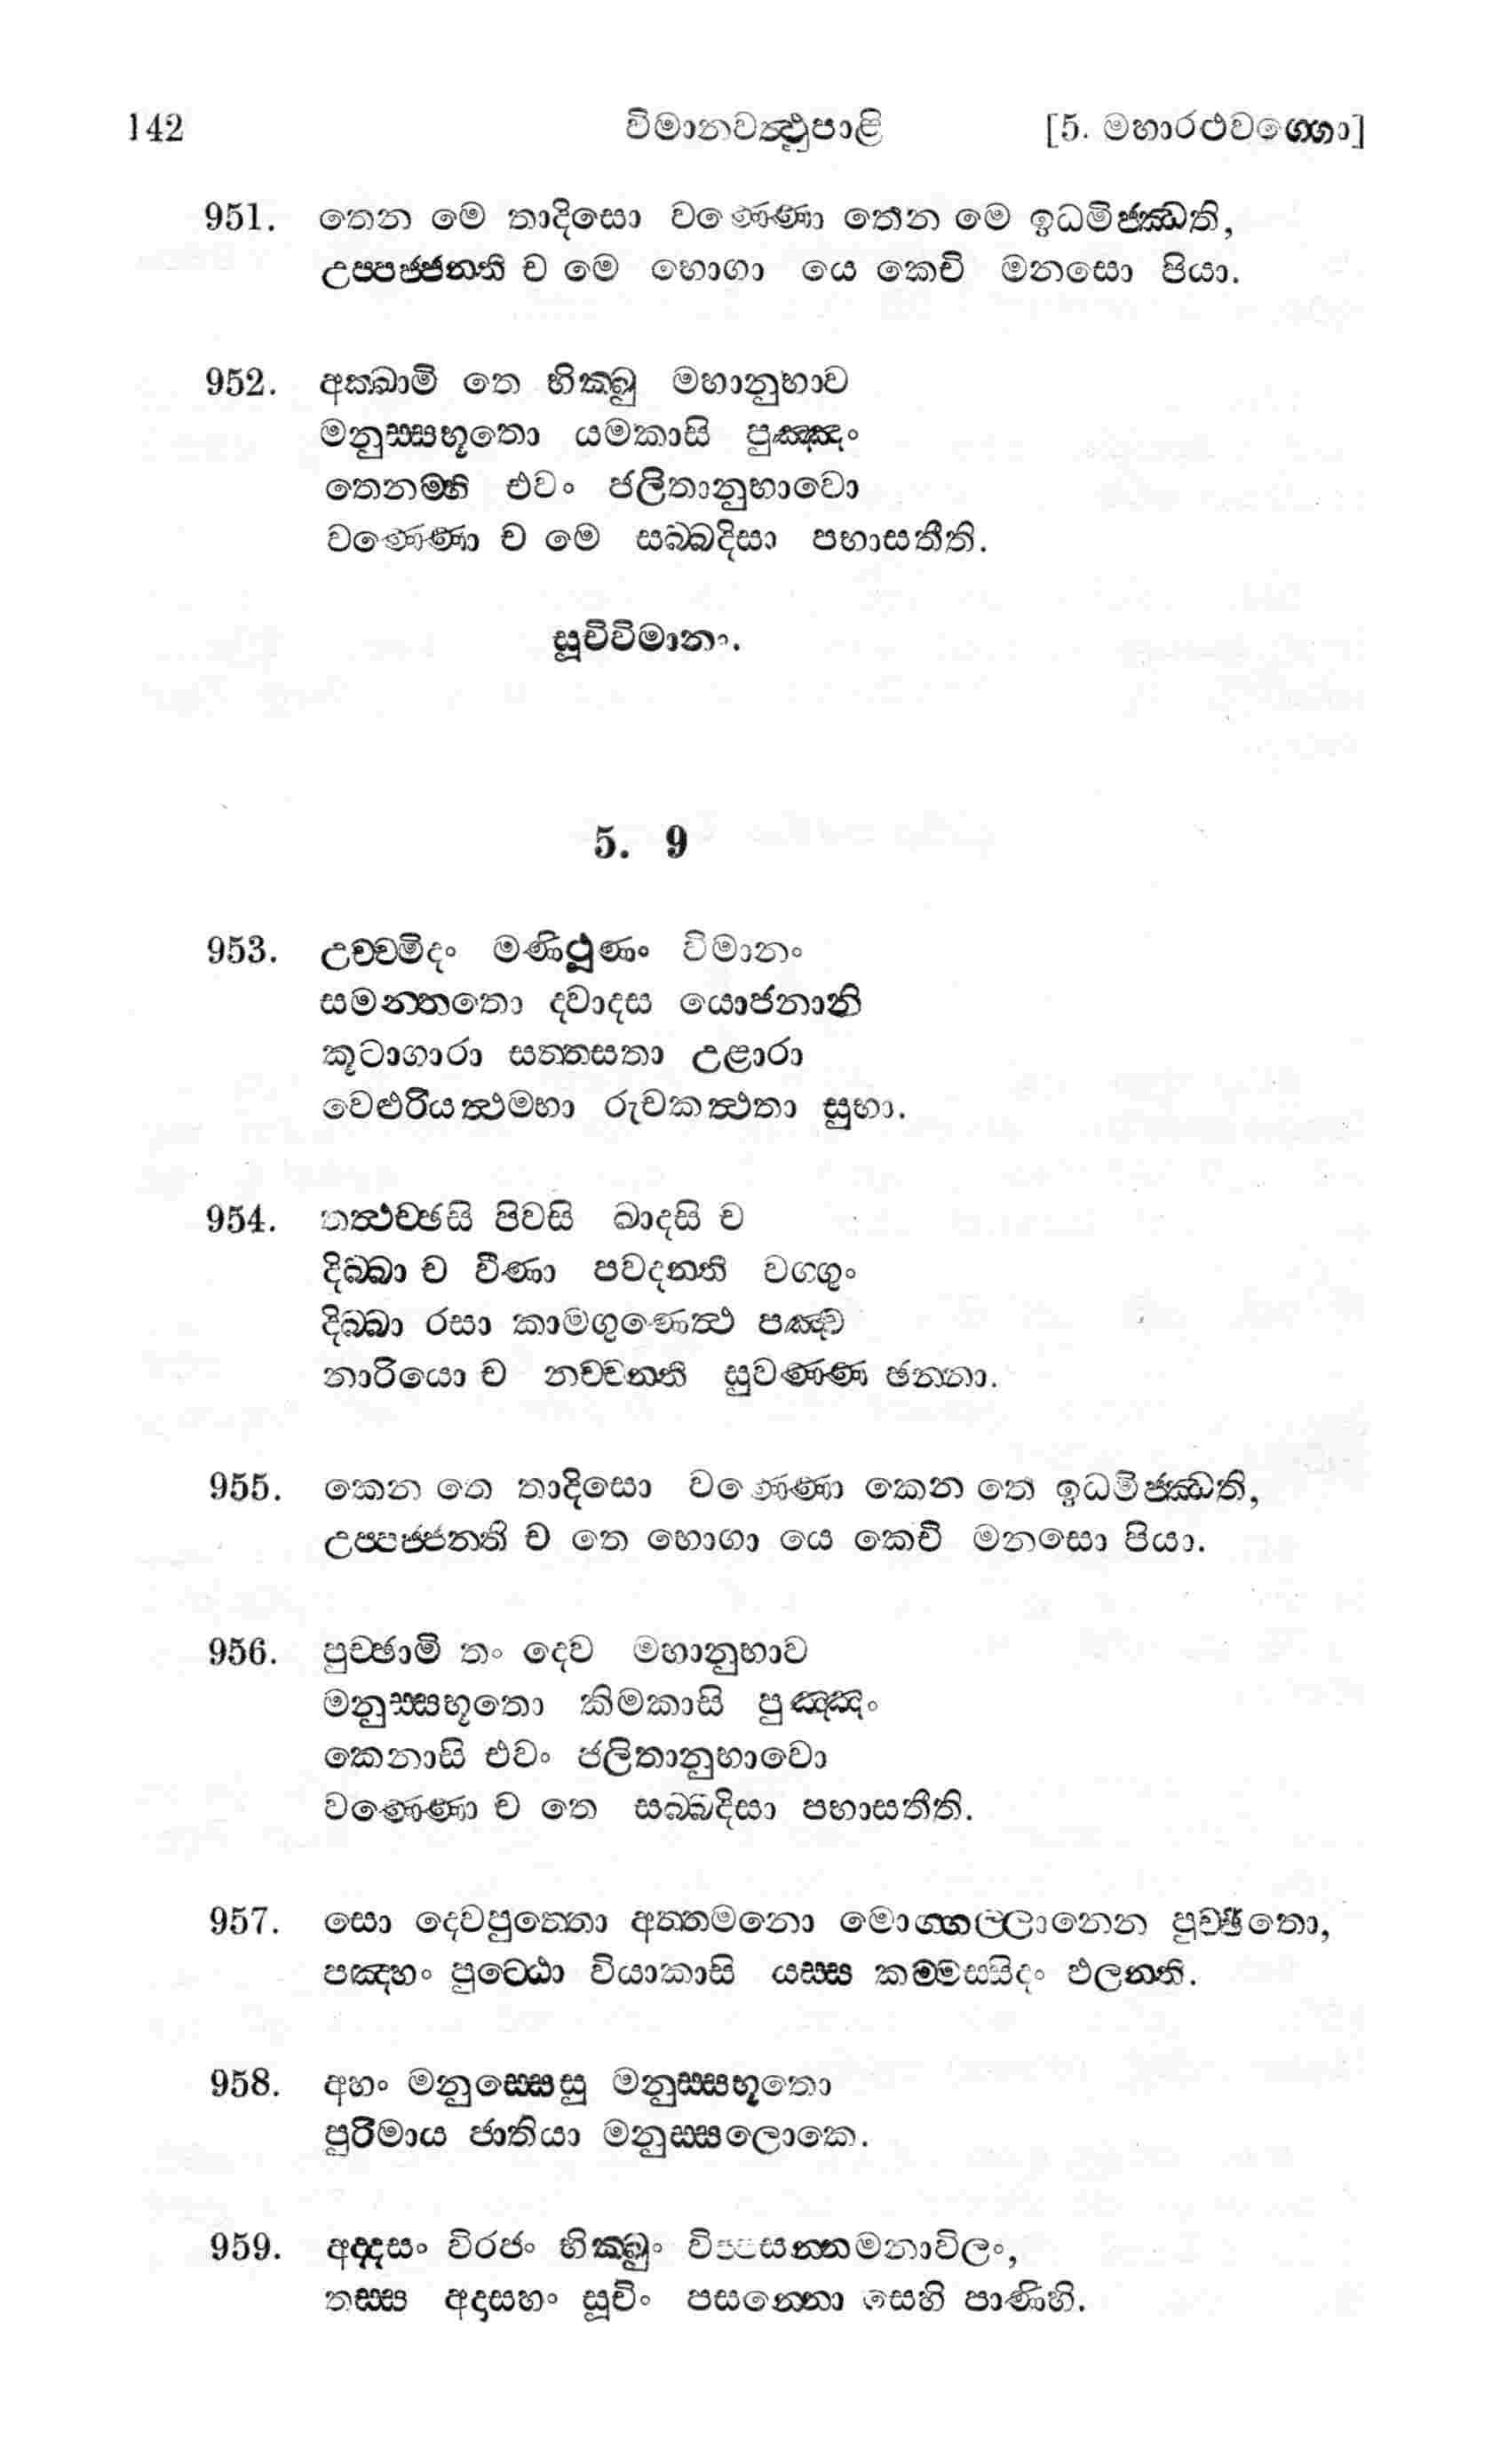 142 විමානවත්‍ථුපාළි [5. මහාරථවග්ගො]
951. තෙන මෙ තාදිසො වණ්ණො තෙන මෙ ඉධමිජ්ඣති,
උප්පජ්ජන්ති ච මෙ භොගා යෙ කෙචි මනසො පියා.
952. අක්ඛාමි තෙ භික්ඛු මහානුභාව
මනුස්සභූතො යමකාසි පුඤ්ඤං
තෙනම්හි එවං ජලිතානුභාවො
වණ්ණො ච මෙ සබ්බදිසා පභාසතීති.
සූචිවිමානං.
5. 9
953. උච්චමිදං මණිථූණං විමානං
සමන්තතො ද්වාදස යොජනානි
කූටාගාරා සත්තසතා උළාරා
වෙළුරියත්‍ථම්භා රුචකත්‍ථතා සුභා.
954. තත්‍ථච්ඡසි පිවසි ඛාදසි ච
දිබ්බා ච වීණා පවදන්ති වග්ගුං
දිබ්බා රසා කාමගුණෙත්‍ථ පඤ්ච
නාරියො ච නච්චන්ති සුවණ්ණ ඡන්නා.
955. කෙන තෙ තාදිසො වණ්ණො කෙන තෙ ඉධමිජ්ඣති,
උප්පජ්ජන්ති ච තෙ භොගා යෙ කෙචි මනසො පියා.
956. පුච්ඡාමි තං දෙව මහානුභාව
මනුස්සභූතො කිමකාසි පුඤ්ඤං
කෙනාසි එවං ජලිතානුභාවො
වණ්ණො ච තෙ සබ්බදිසා පභාසතීති.
957. සො දෙවපුත්තො අත්තමනො මොග්ගල්ලානෙන පුච්ඡිතො,
පඤ්හං පුට්ඨො වියාකාසි යස්ස කම්මස්සිදං ඵලන්ති.
958. අහං මනුස්සෙසු මනුස්සභූතො
පුරිමාය ජාතියා මනුස්සලොකෙ.
959. අද්දසං විරජං භික්ඛුං විප්පසන්නමනාවිලං,
තස්ස අදාසහං සූචිං පසන්නො සෙහි පාණිහි.